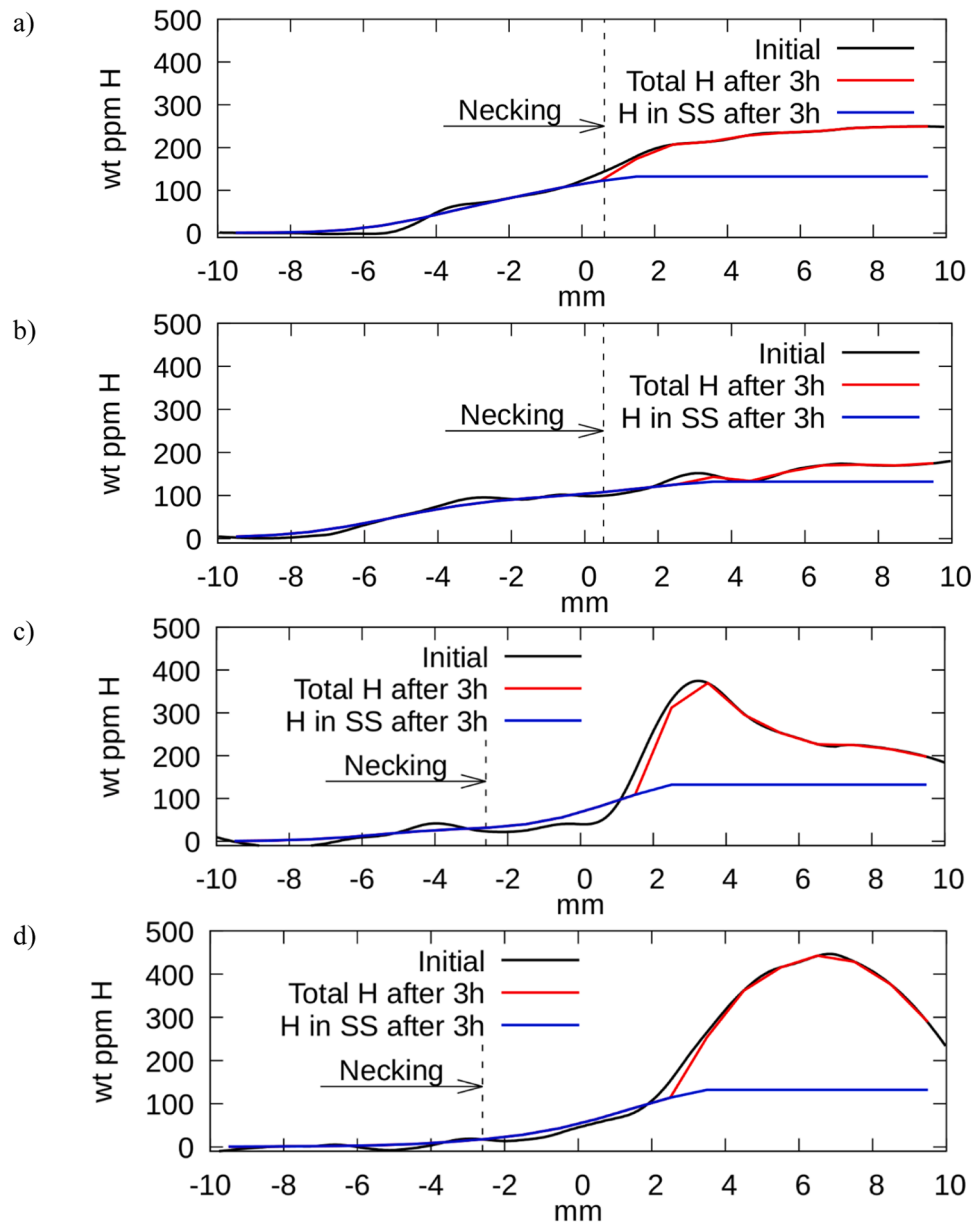 a)
500
400
300
200
100
0
wt ppm H
Initial
Total H after 3h
H in SS after 3h
Necking
-10 -8 -6 -4 -2 0 2 4 6 8 10
mm
b)
500
400
300
200
100
0
wt ppm H
Initial
Total H after 3h
H in SS after 3h
Necking
-10 -8 -6 -4 -2 0 2 4 6 8 10
mm
c)
500
400
300
200
100
0
wt ppm H
Initial
Total H after 3h
H in SS after 3h
Necking
-10 -8 -6 -4 -2 0 2 4 6 8 10
mm
d)
500
400
300
200
100
0
wt ppm H
Initial
Total H after 3h
H in SS after 3h
Necking
-10 -8 -6 -4 -2 0 2 4 6 8 10
mm